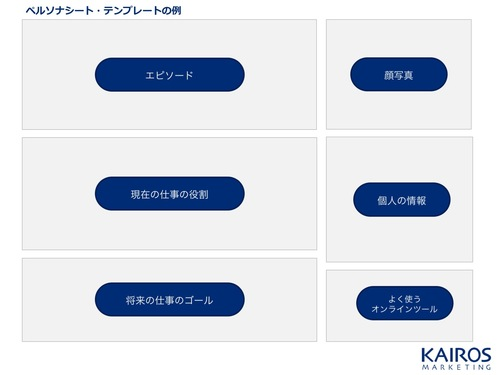 ペルソナシート・テンプレートの例
エピソード
顔写真
現在の仕事の役割
個人の情報
将来の仕事のゴール
よく使う
オンラインツール
KAIROS
MARKETING